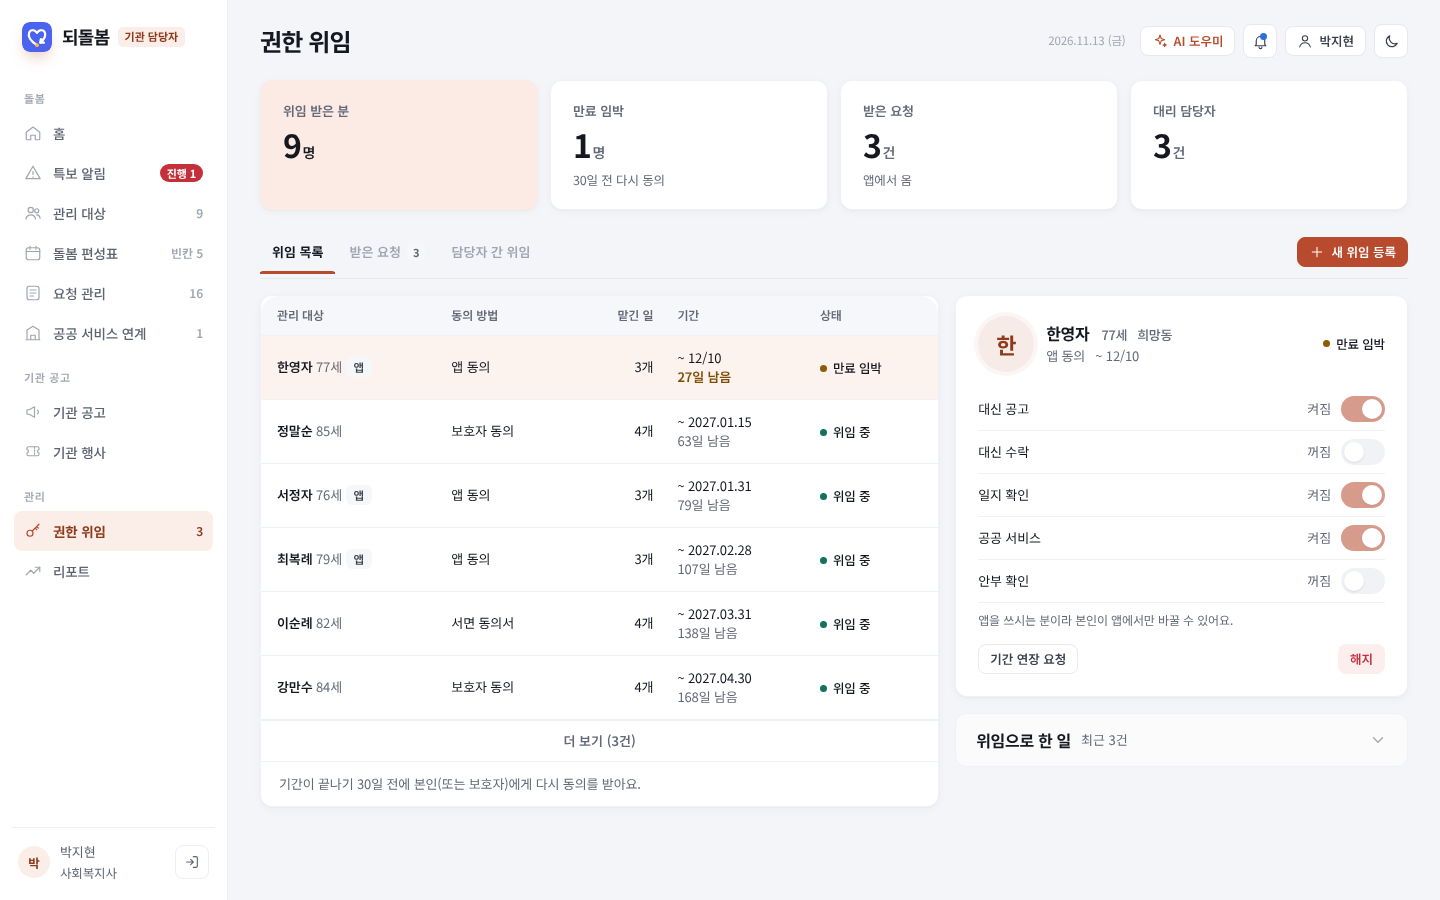 되돌봄 기관 담당자
돌봄
홈
특보 알림 진행 1
관리 대상 9
돌봄 편성표 빈칸 5
요청 관리 16
공공 서비스 연계 1
기관 공고
기관 공고
기관 행사
관리
권한 위임 3
리포트
박 박지현
사회복지사
권한 위임
2026.11.13 (금) AI 도우미 박지현
위임 받은 분
9명
만료 임박
1명
30일 전 다시 동의
받은 요청
3건
앱에서 옴
대리 담당자
3건
위임 목록 받은 요청 3 담당자 간 위임
새 위임 등록
관리 대상 동의 방법 맡긴 일 기간 상태
한영자 77세 앱 앱 동의 3개 ~ 12/10 27일 남음 만료 임박
정말순 85세 보호자 동의 4개 ~ 2027.01.15 63일 남음 위임 중
서정자 76세 앱 앱 동의 3개 ~ 2027.01.31 79일 남음 위임 중
최복례 79세 앱 앱 동의 3개 ~ 2027.02.28 107일 남음 위임 중
이순례 82세 서면 동의서 4개 ~ 2027.03.31 138일 남음 위임 중
강만수 84세 보호자 동의 4개 ~ 2027.04.30 168일 남음 위임 중
더 보기 (3건)
기간이 끝나기 30일 전에 본인(또는 보호자)에게 다시 동의를 받아요.
한 한영자 77세 희망동
앱 동의 ~ 12/10
만료 임박
대신 공고 켜짐
대신 수락 꺼짐
일지 확인 켜짐
공공 서비스 켜짐
안부 확인 꺼짐
앱을 쓰시는 분이라 본인이 앱에서만 바꿀 수 있어요.
기간 연장 요청 해지
위임으로 한 일 최근 3건